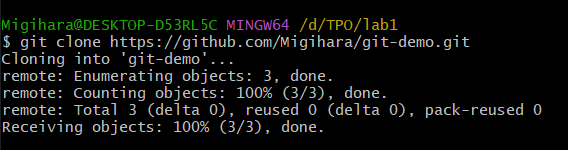 Migihara@DESKTOP-D53RL5C MINGW64 /d/TPO/lab1
$ git clone https://github.com/Migihara/git-demo.git
Cloning into 'git-demo'...
remote: Enumerating objects: 3, done.
remote: Counting objects: 100% (3/3), done.
remote: Total 3 (delta 0), reused 0 (delta 0), pack-reused 0
Receiving objects: 100% (3/3), done.